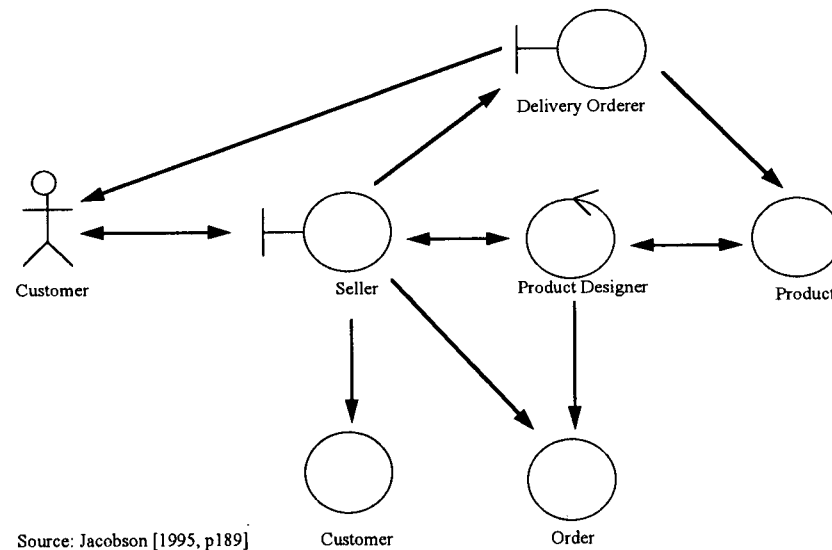 Delivery Orderer
Customer
Seller
Product Designer
Product
Customer
Order
Source: Jacobson [1995, p189]